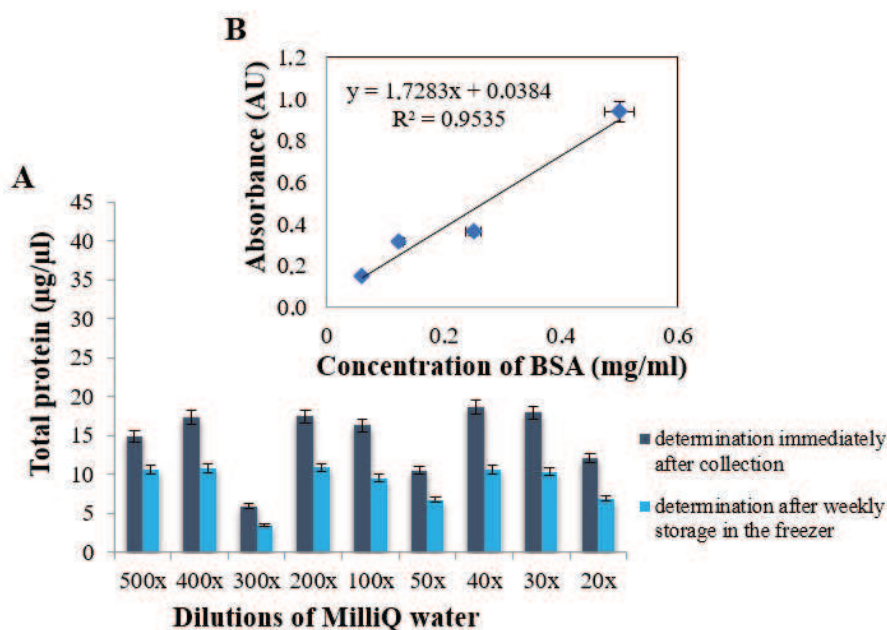 B
Absorbance (AU)
1.2
1.0
0.8
0.6
0.4
0.2
0.0
y = 1.7283x + 0.0384
R² = 0.9535
0 0.2 0.4 0.6
Concentration of BSA (mg/ml)
A
Total protein (µg/µl)
45
40
35
30
25
20
15
10
5
0
500x 400x 300x 200x 100x 50x 40x 30x 20x
Dilutions of MilliQ water
determination immediately
after collection
determination after weekly
storage in the freezer